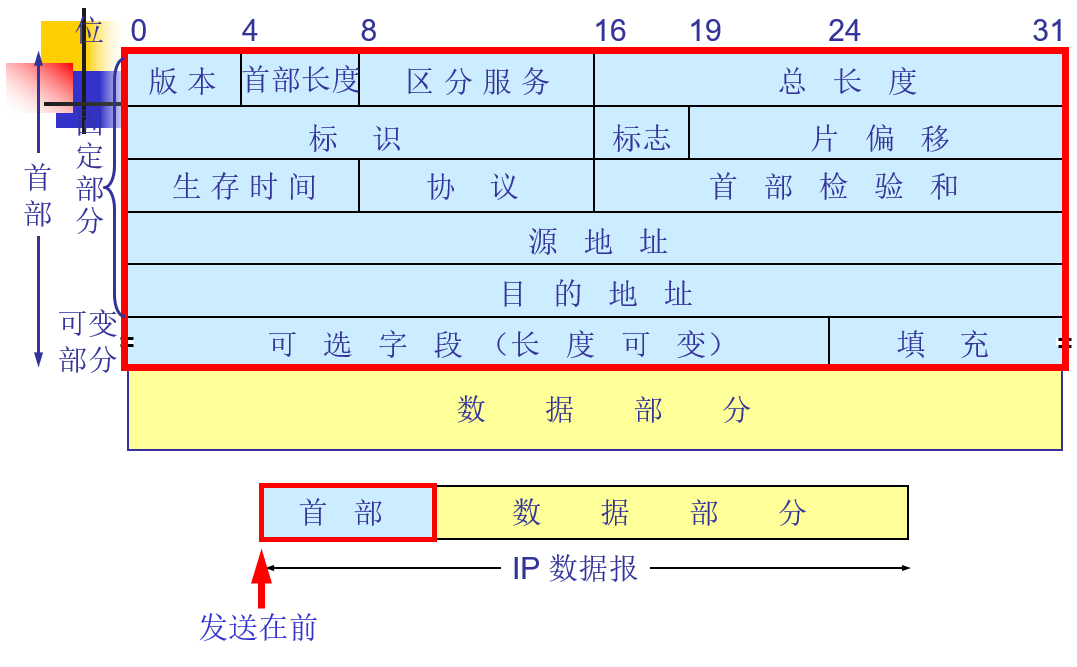 位 0 4 8 16 19 24 31
版本 首部长度 区分服务 总长度
标识 标志 片偏移
生存时间 协议 首部检验和
源地址
目的地址
可选字段（长度可变） 填充
首部
固定部分
可变部分
数据部分
首部 数据部分
IP 数据报
发送在前